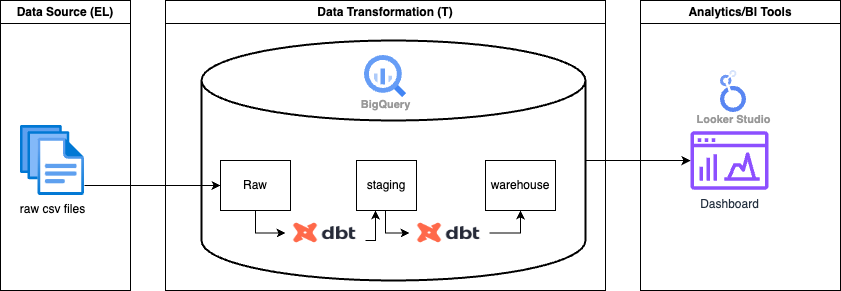 Data Source (EL)
Data Transformation (T)
Analytics/BI Tools
BigQuery
Looker Studio
raw csv files
Raw
staging
warehouse
dbt
dbt
Dashboard